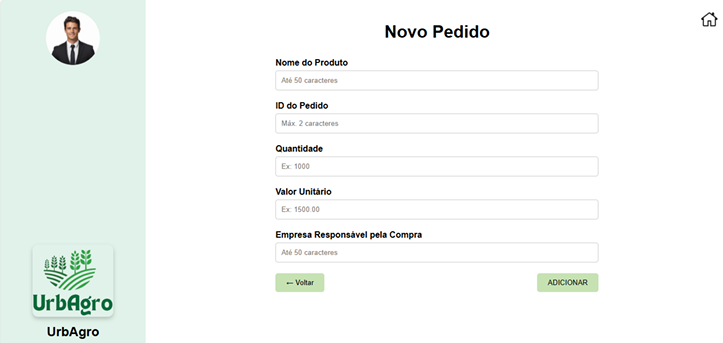 Novo Pedido
Nome do Produto
Até 50 caracteres
ID do Pedido
Máx. 2 caracteres
Quantidade
Ex: 1000
Valor Unitário
Ex: 1500.00
Empresa Responsável pela Compra
Até 50 caracteres
← Voltar
ADICIONAR
UrbAgro
UrbAgro